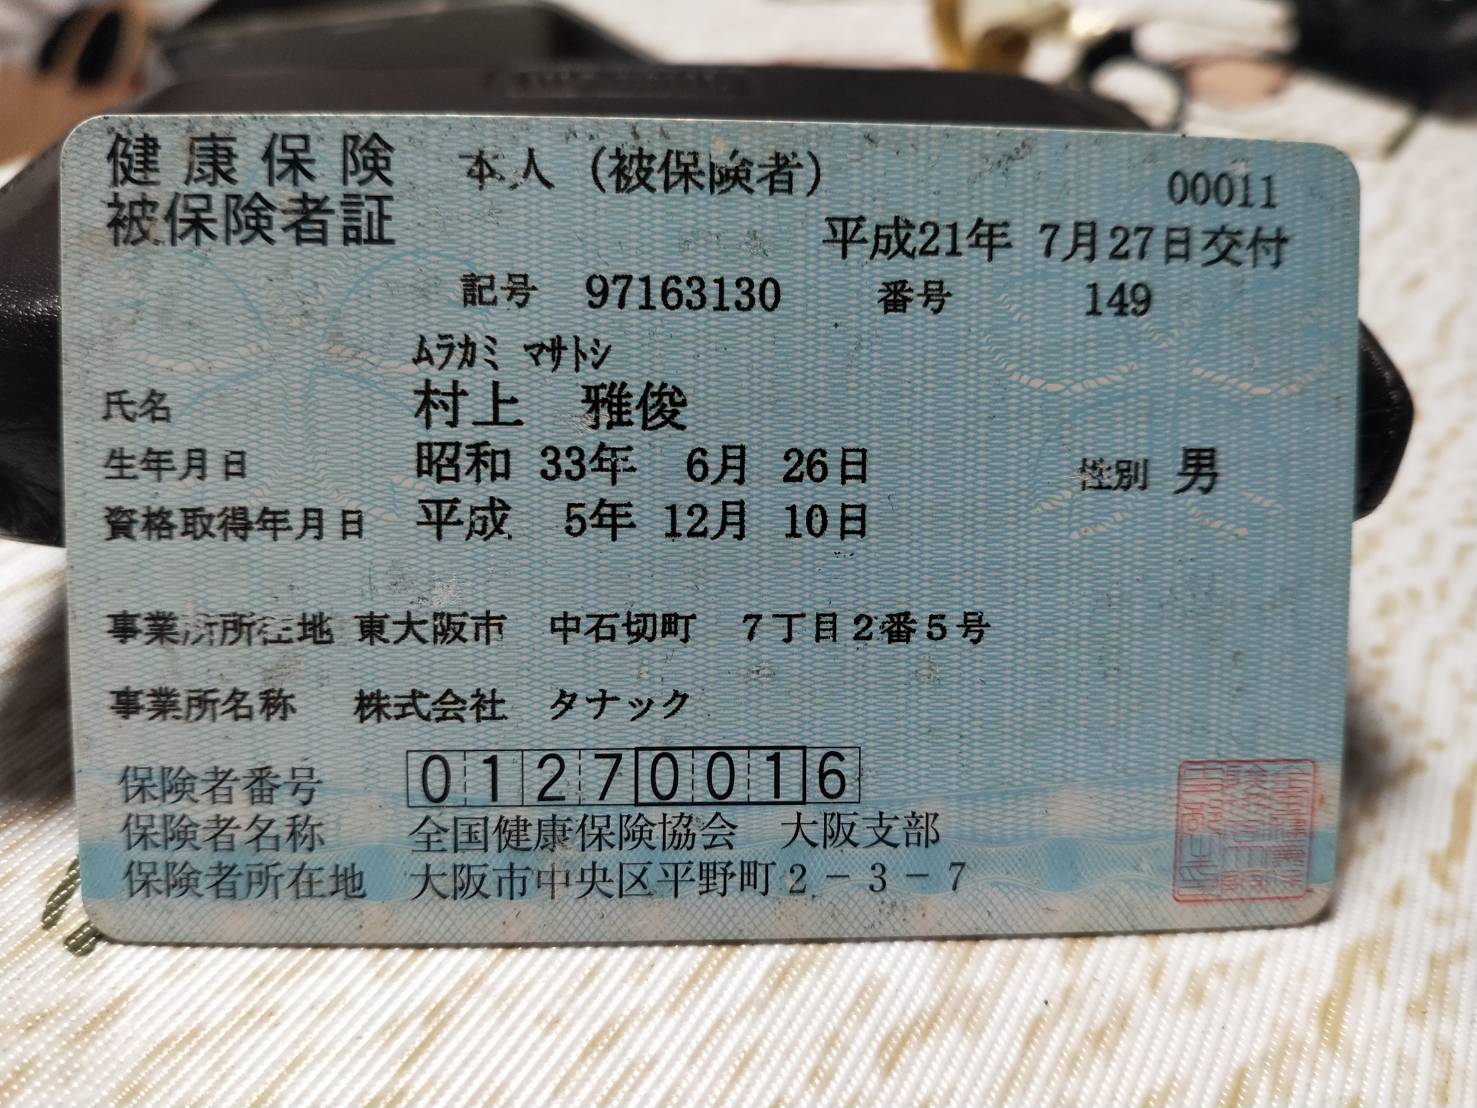 健康保険 本人（被保険者） 00011
被保険者証
平成21年 7月27日交付
記号 97163130 番号 149
ﾑﾗｶﾐ ﾏｻﾄｼ
氏名 村上 雅俊
生年月日 昭和 33年 6月 26日 性別 男
資格取得年月日 平成 5年 12月 10日
事業所所在地 東大阪市 中石切町 ７丁目２番５号
事業所名称 株式会社 タナック
保険者番号 01270016
保険者名称 全国健康保険協会 大阪支部
保険者所在地 大阪市中央区平野町２－３－７